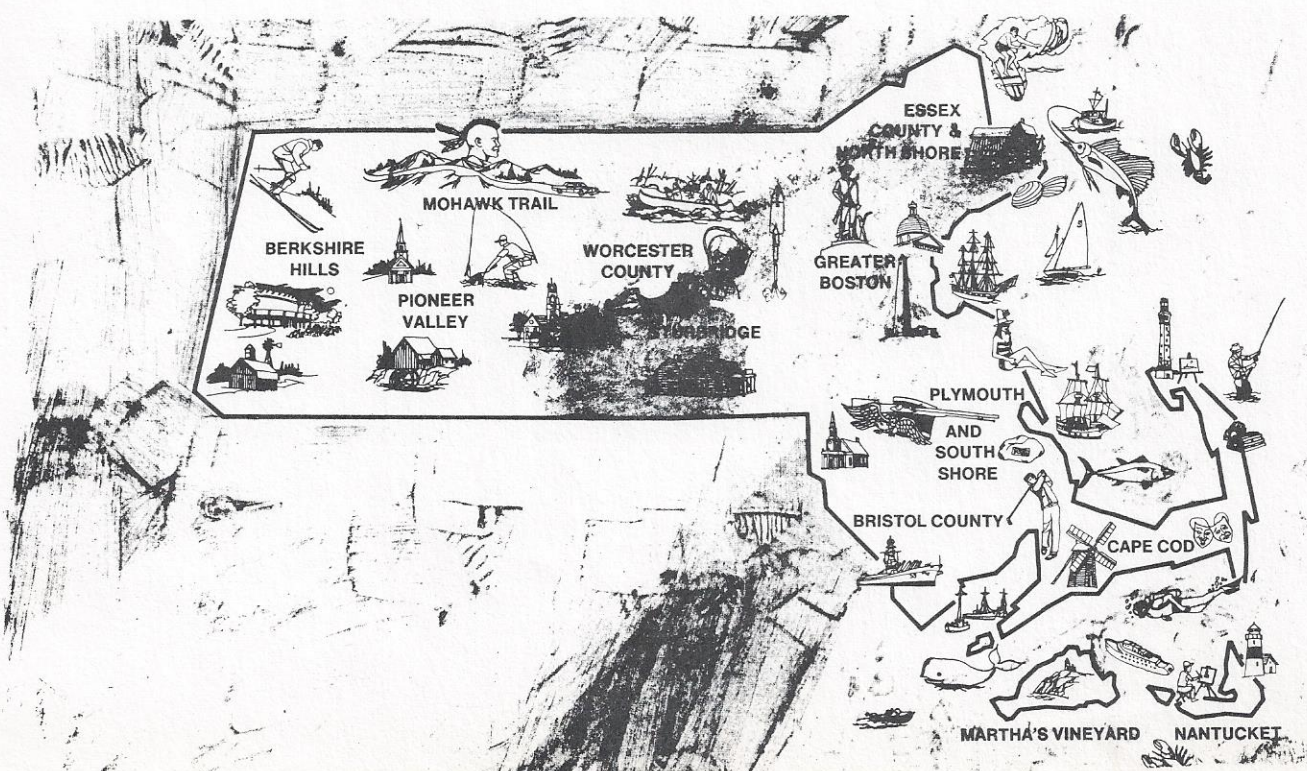 ESSEX
COUNTY &
NORTH SHORE
MOHAWK TRAIL
BERKSHIRE
HILLS
WORCESTER
COUNTY
GREATER
BOSTON
PIONEER
VALLEY
STURBRIDGE
PLYMOUTH
AND
SOUTH
SHORE
BRISTOL COUNTY
CAPE COD
MARTHA'S VINEYARD
NANTUCKET